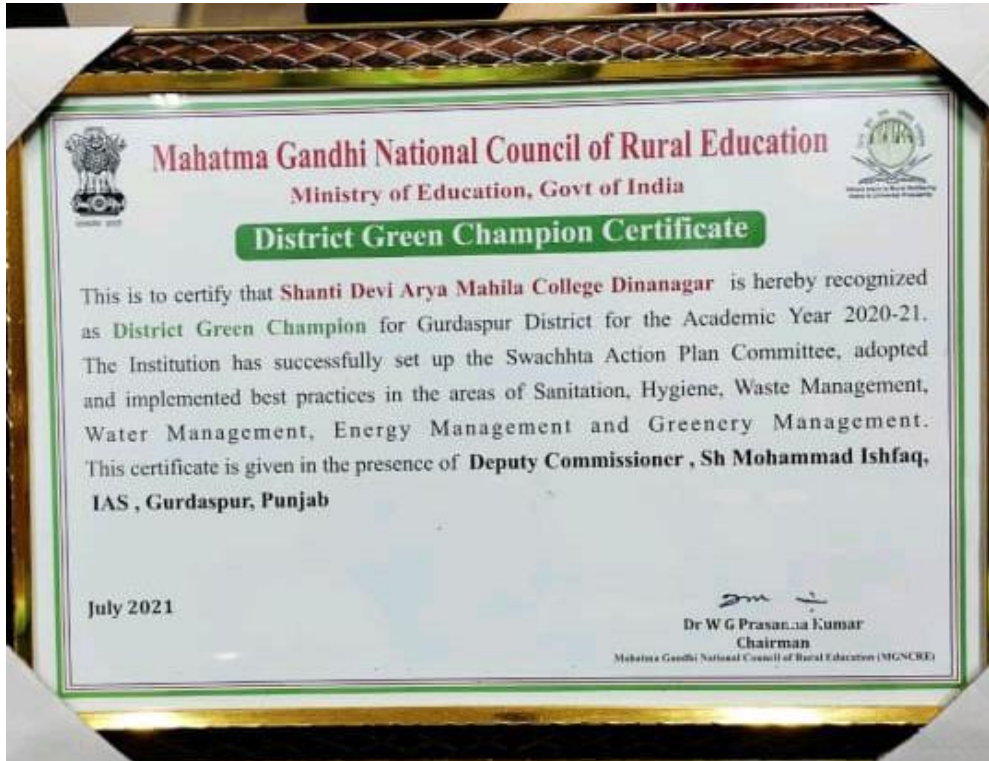 Mahatma Gandhi National Council of Rural Education
Ministry of Education, Govt of India
District Green Champion Certificate
This is to certify that Shanti Devi Arya Mahila College Dinanagar is hereby recognized
as District Green Champion for Gurdaspur District for the Academic Year 2020-21.
The Institution has successfully set up the Swachhta Action Plan Committee, adopted
and implemented best practices in the areas of Sanitation, Hygiene, Waste Management,
Water Management, Energy Management and Greenery Management.
This certificate is given in the presence of Deputy Commissioner , Sh Mohammad Ishfaq,
IAS , Gurdaspur, Punjab
July 2021
Dr W G Prasanna Kumar
Chairman
Mahatma Gandhi National Council of Rural Education (MGNCRE)